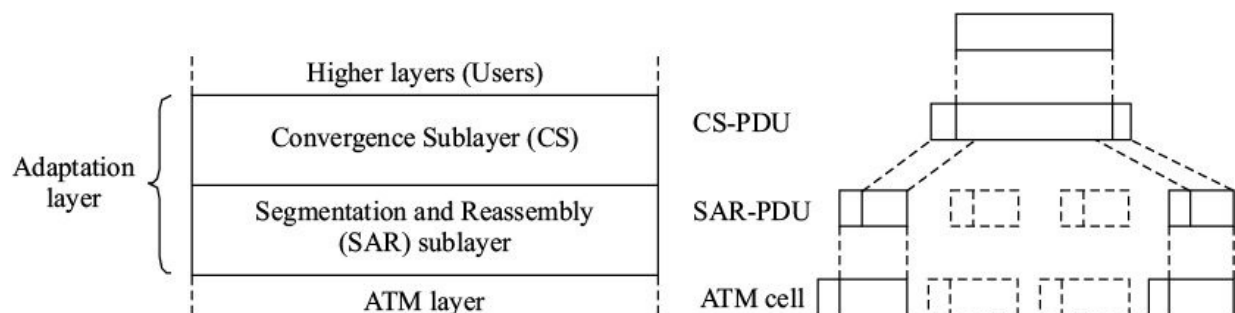 Higher layers (Users)
Adaptation
layer
Convergence Sublayer (CS)
Segmentation and Reassembly
(SAR) sublayer
ATM layer
CS-PDU
SAR-PDU
ATM cell